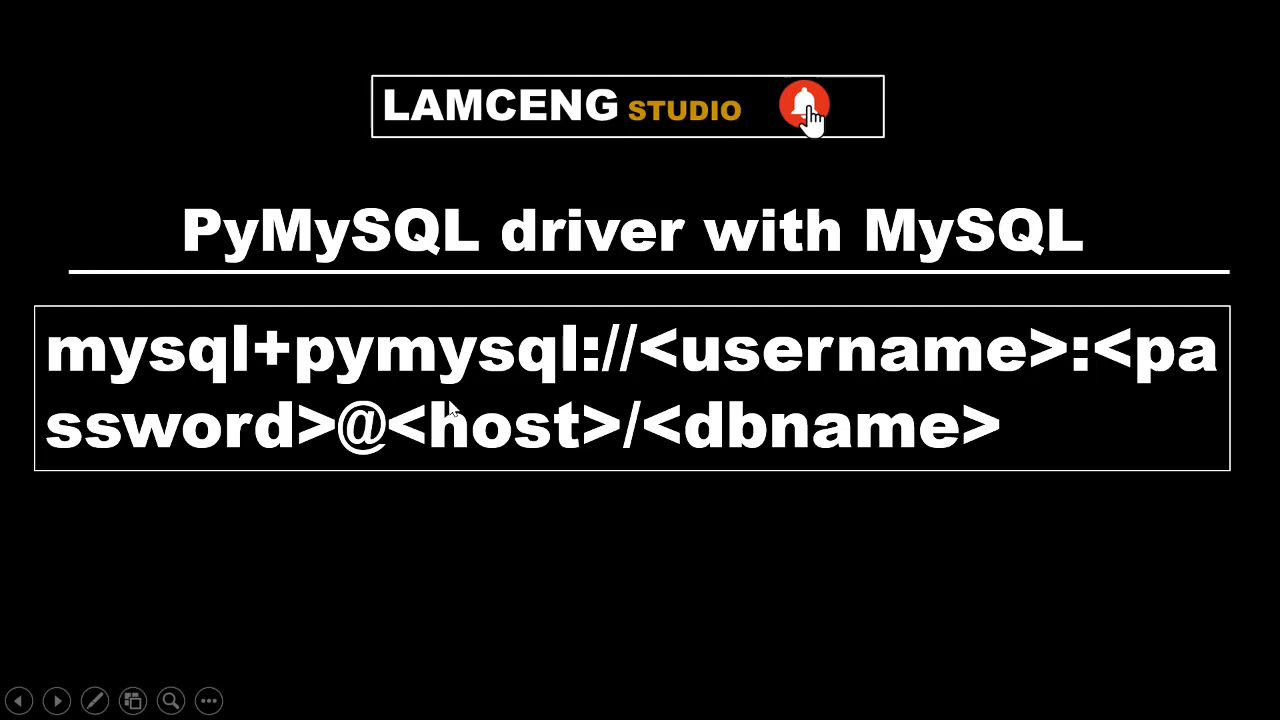 LAMCENG STUDIO
PyMySQL driver with MySQL
mysql+pymysql://<username>:<pa
ssword>@<host>/<dbname>